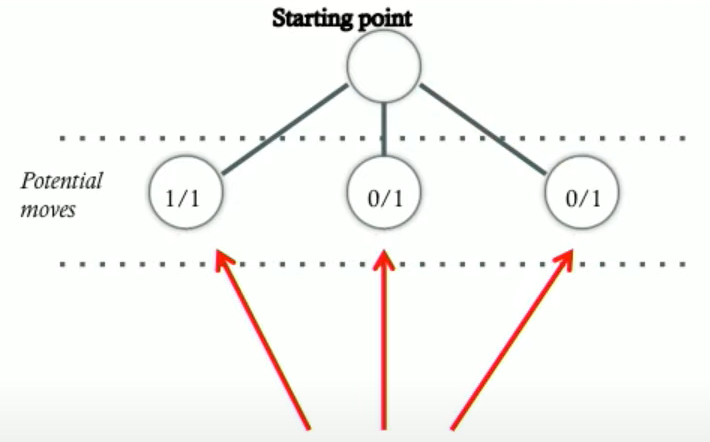 Starting point
Potential
moves
1/1
0/1
0/1